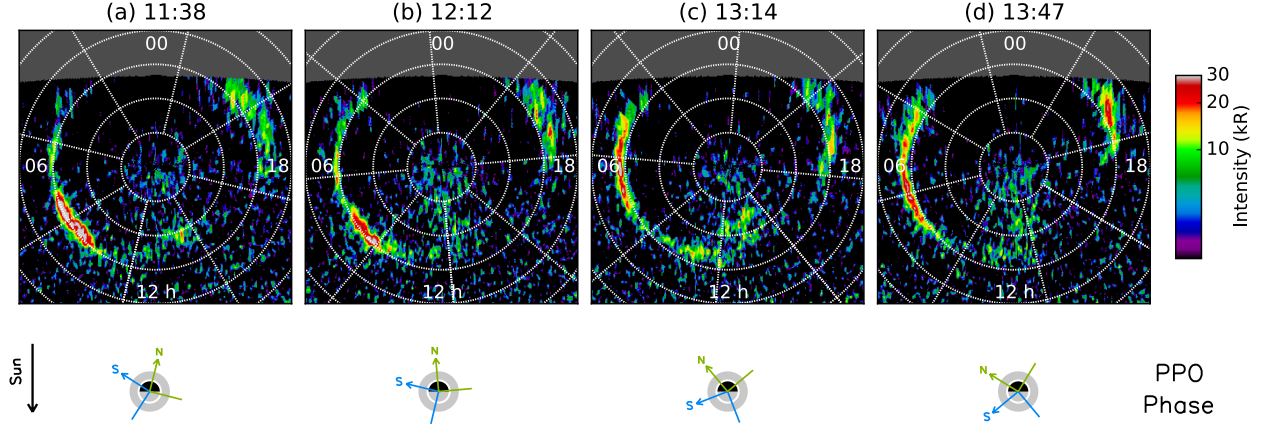 (a) 11:38
(b) 12:12
(c) 13:14
(d) 13:47
00
06
18
12 h
00
06
18
12 h
00
06
18
12 h
00
06
18
12 h
30
20
10
Intensity (kR)
Sun
N
S
N
S
N
S
N
S
PPO
Phase